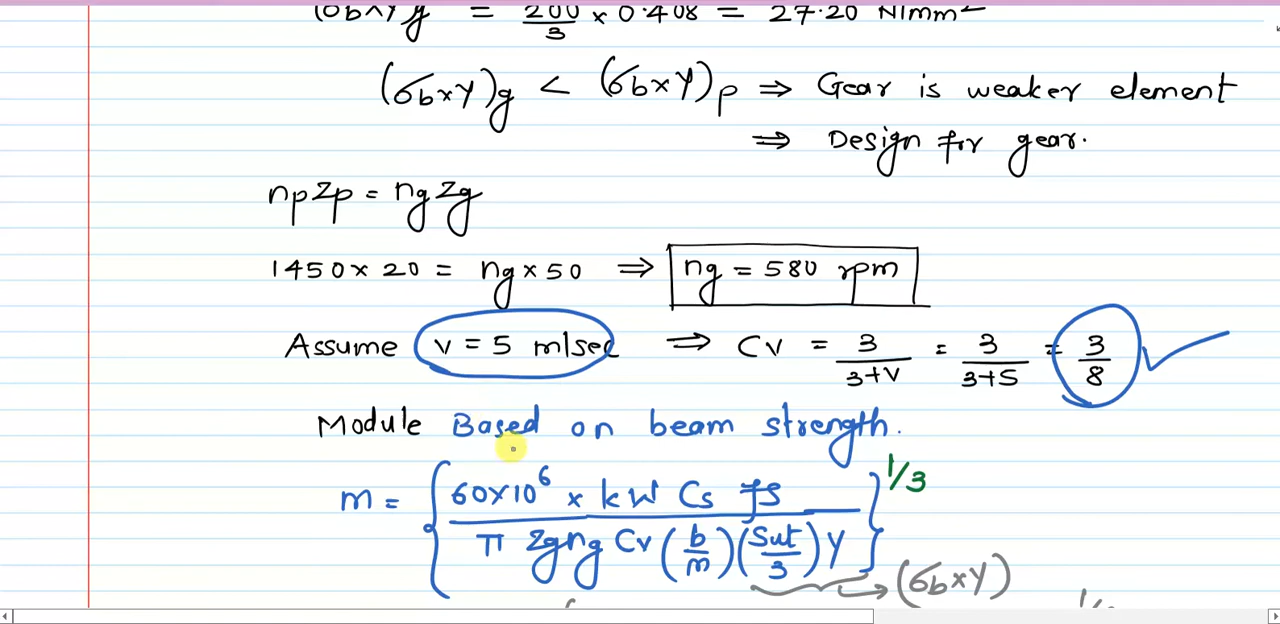 (σb×Y)g = 200/3 × 0.408 = 27.20 N/mm²
(σb×Y)g < (σb×Y)p ⇒ Gear is weaker element
⇒ Design for gear.
npzp = ngzg
1450 × 20 = ng × 50 ⇒ ng = 580 rpm
Assume v = 5 m/sec ⇒ Cv = 3/(3+v) = 3/(3+5) = 3/8
Module Based on beam strength.
m = {60×10⁶ × kW Cs fs / π zgng Cv (b/m) (Sut/3) Y}^1/3
(σb×Y)